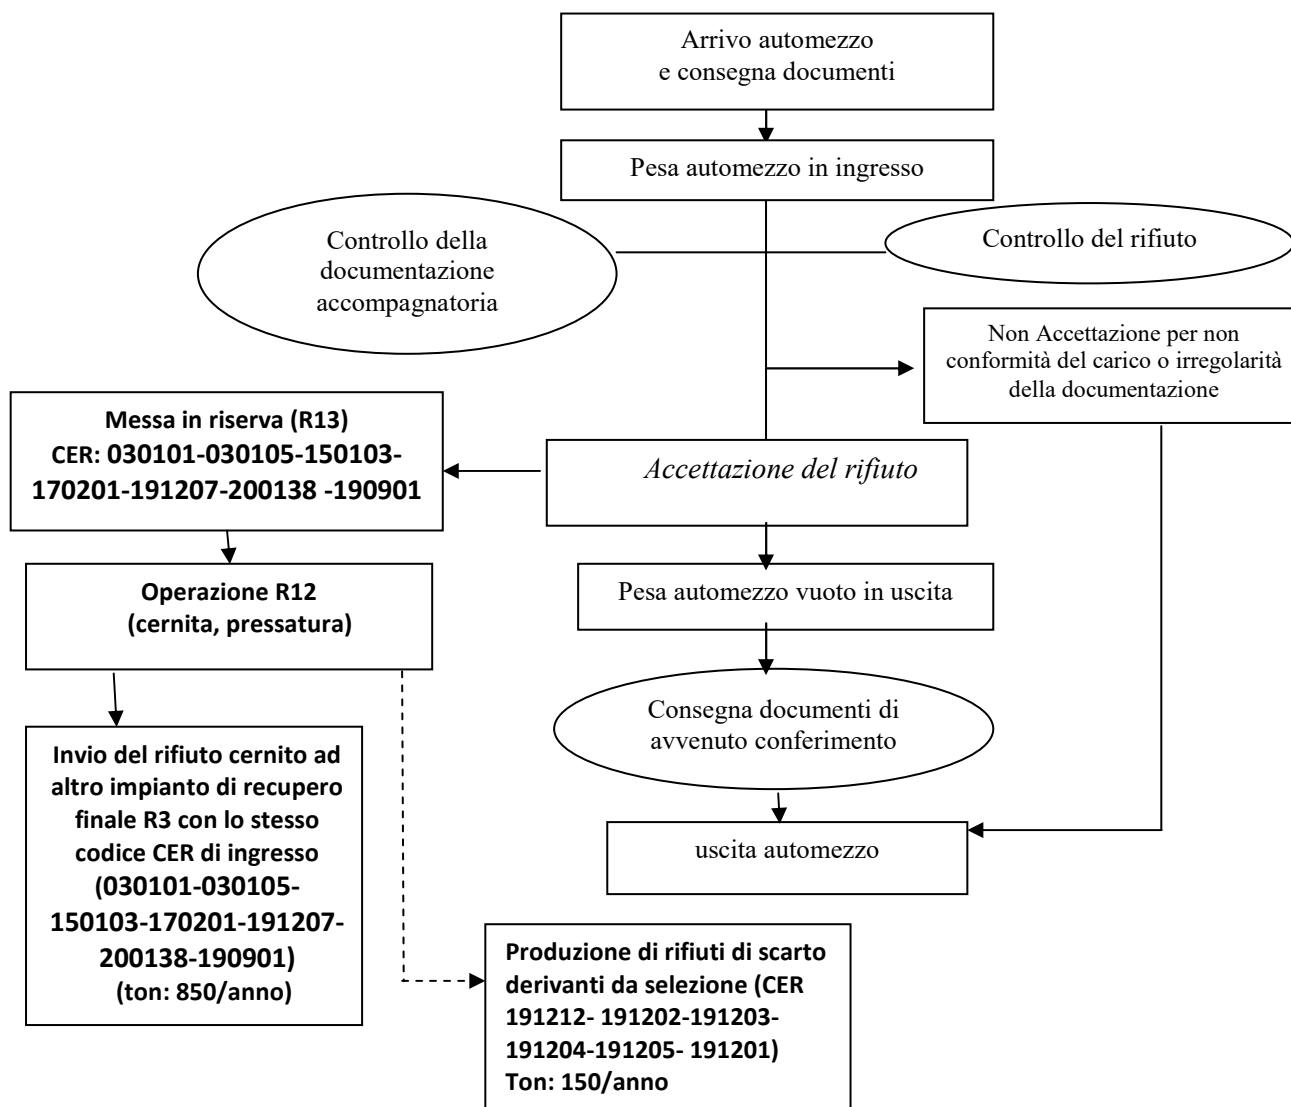 Arrivo automezzo
e consegna documenti
Pesa automezzo in ingresso
Controllo della
documentazione
accompagnatoria
Controllo del rifiuto
Non Accettazione per non
conformità del carico o irregolarità
della documentazione
Messa in riserva (R13)
CER: 030101-030105-150103-
170201-191207-200138 -190901
Accettazione del rifiuto
Operazione R12
(cernita, pressatura)
Pesa automezzo vuoto in uscita
Consegna documenti di
avvenuto conferimento
Invio del rifiuto cernito ad
altro impianto di recupero
finale R3 con lo stesso
codice CER di ingresso
(030101-030105-
150103-170201-191207-
200138-190901)
(ton: 850/anno)
uscita automezzo
Produzione di rifiuti di scarto
derivanti da selezione (CER
191212- 191202-191203-
191204-191205- 191201)
Ton: 150/anno